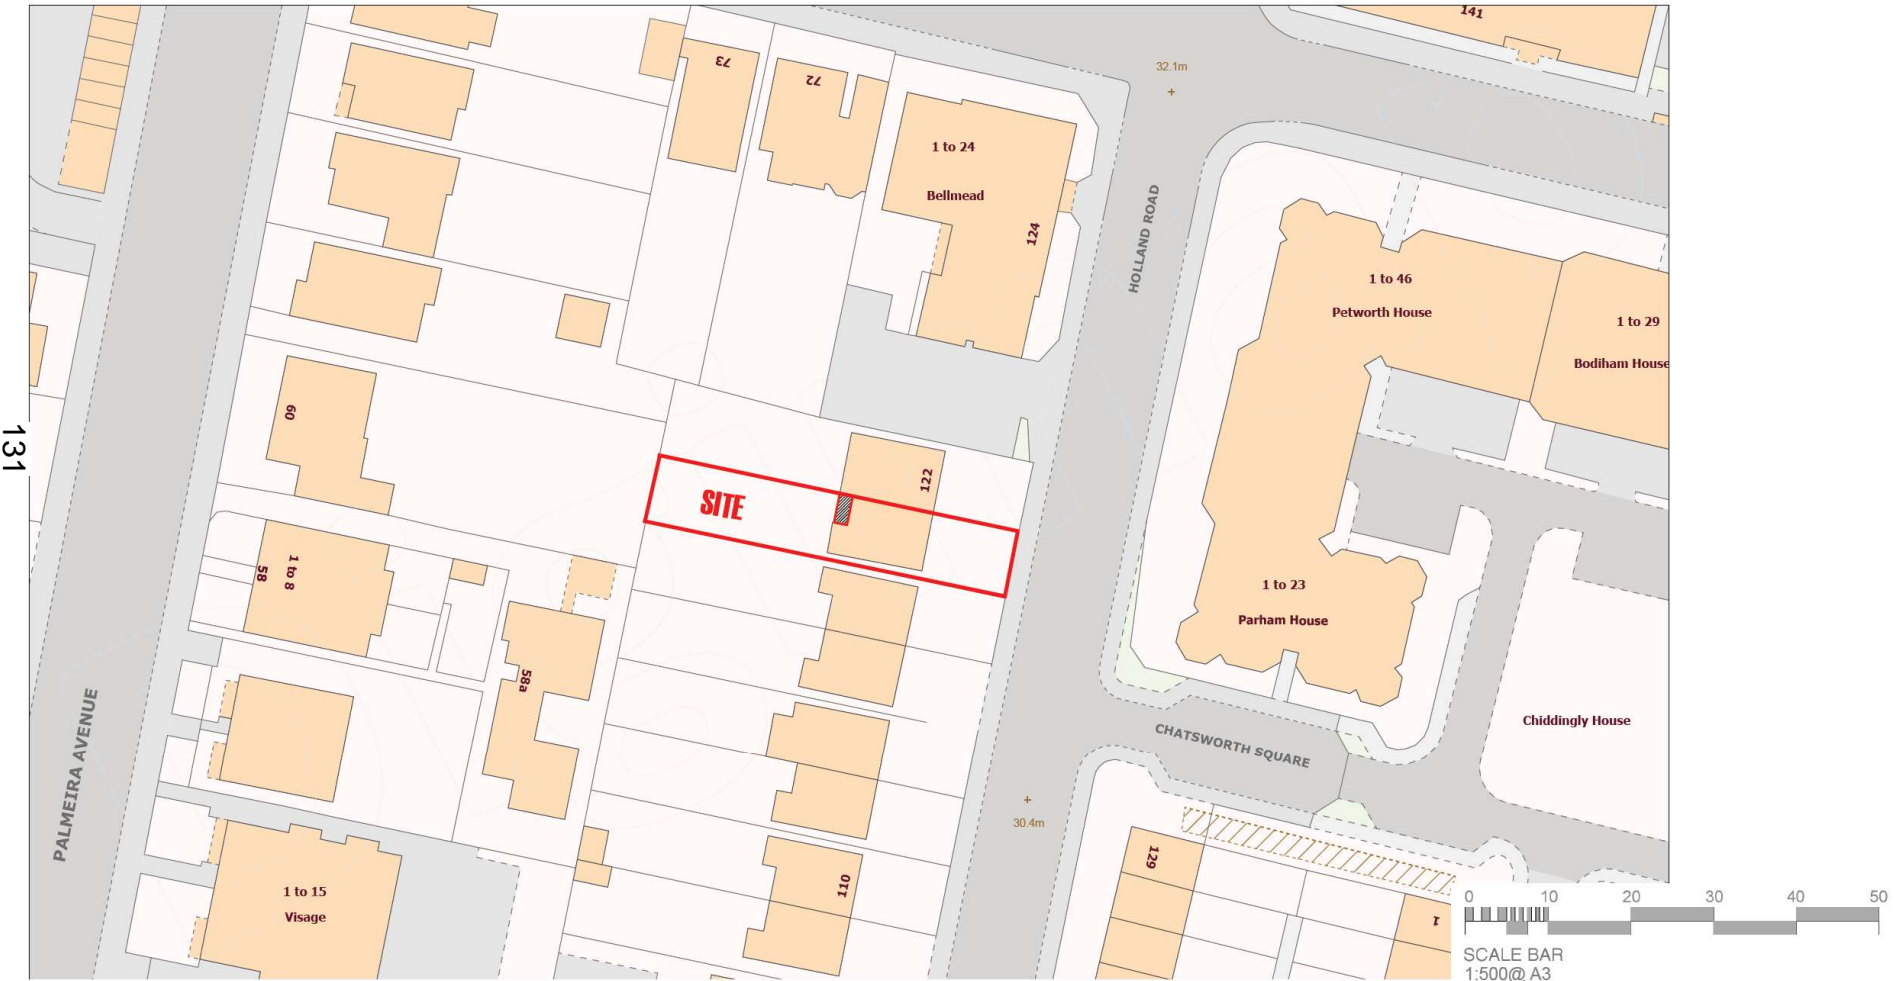 141
32.1m
73
72
1 to 24
Bellmead
124
HOLLAND ROAD
1 to 46
Petworth House
1 to 29
Bodiham House
60
131
122
SITE
1 to 8
58
58a
1 to 23
Parham House
PALMEIRA AVENUE
CHATSWORTH SQUARE
Chiddingly House
30.4m
129
110
1 to 15
Visage
1
0 10 20 30 40 50
SCALE BAR
1:500@ A3